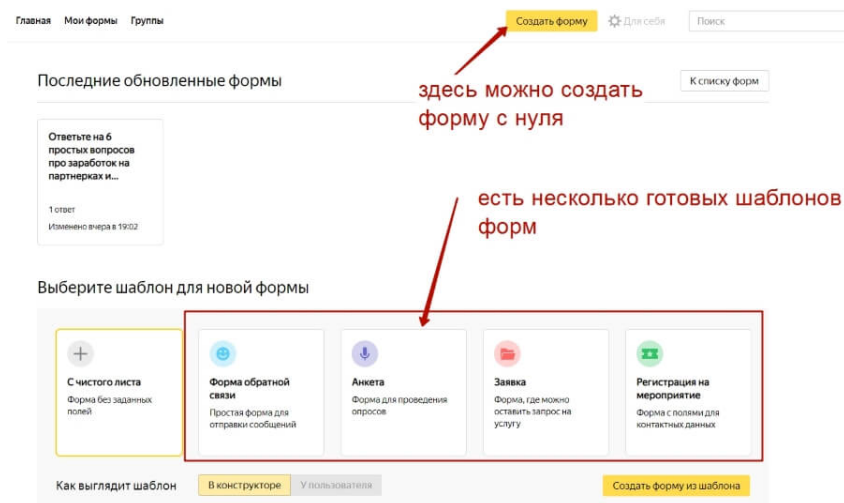 Главная Мои формы Группы Создать форму Для себя Поиск
Последние обновленные формы К списку форм
здесь можно создать
форму с нуля
Ответьте на 6
простых вопросов
про заработок на
партнерках и...
1 ответ
Изменено вчера в 19:02
есть несколько готовых шаблонов
форм
Выберите шаблон для новой формы
С чистого листа
Форма без заданных
полей
Форма обратной
связи
Простая форма для
отправки сообщений
Анкета
Форма для проведения
опросов
Заявка
Форма, где можно
оставить запрос на
услугу
Регистрация на
мероприятие
Форма с полями для
контактных данных
Как выглядит шаблон В конструкторе У пользователя Создать форму из шаблона